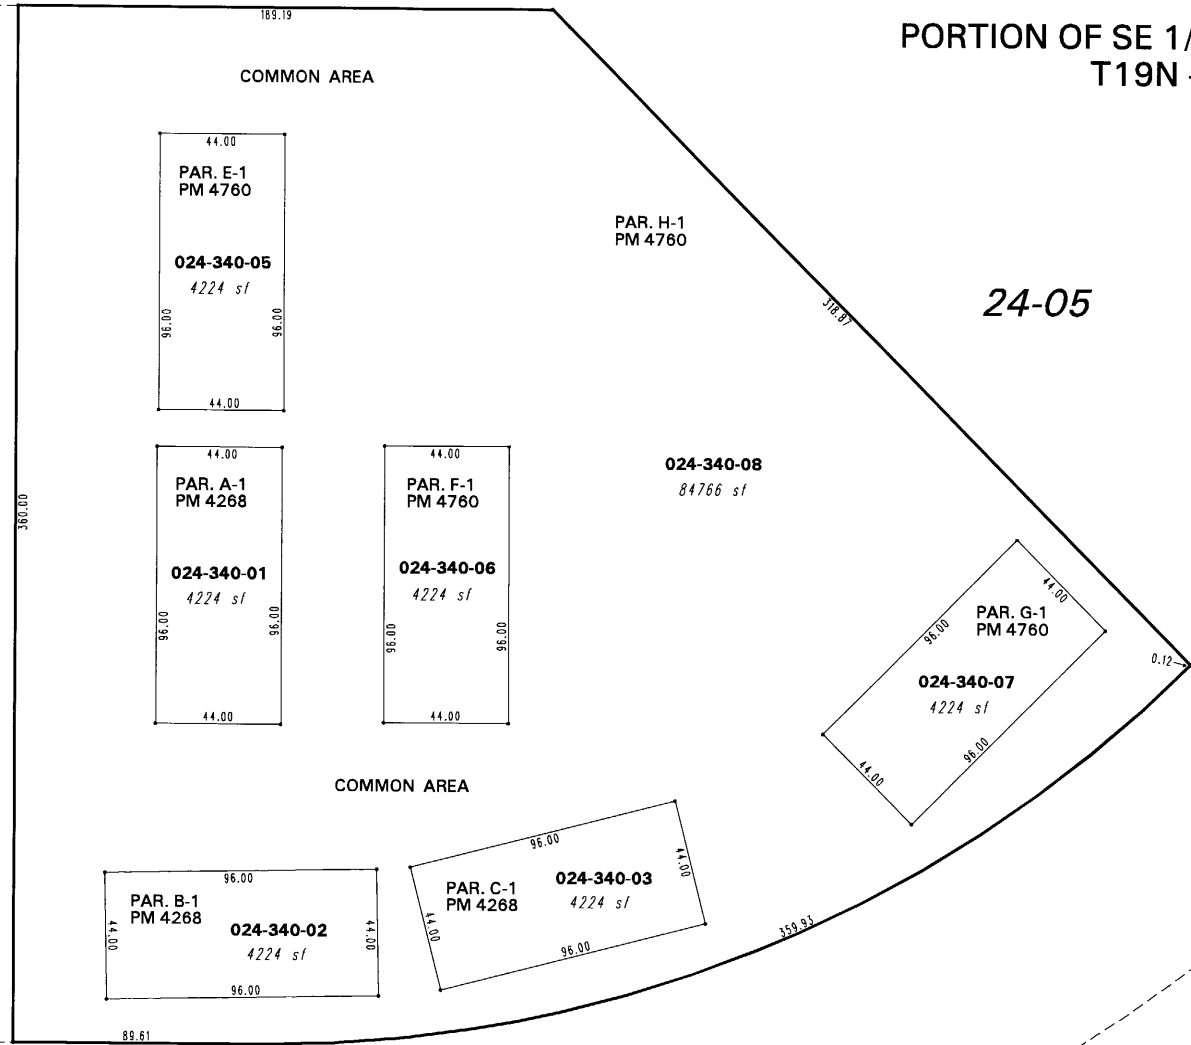 189.19
PORTION OF SE 1/
T19N -
COMMON AREA
44.00
PAR. E-1
PM 4760
024-340-05
4224 sf
96.00
96.00
44.00
PAR. H-1
PM 4760
24-05
318.87
360.00
44.00
PAR. A-1
PM 4268
024-340-01
4224 sf
96.00
96.00
44.00
44.00
PAR. F-1
PM 4760
024-340-06
4224 sf
96.00
96.00
44.00
024-340-08
84766 sf
44.00
96.00
PAR. G-1
PM 4760
024-340-07
4224 sf
96.00
44.00
0.12
COMMON AREA
96.00
PAR. B-1
PM 4268
024-340-02
4224 sf
44.00
44.00
96.00
96.00
PAR. C-1
PM 4268
024-340-03
4224 sf
44.00
44.00
96.00
359.93
89.61